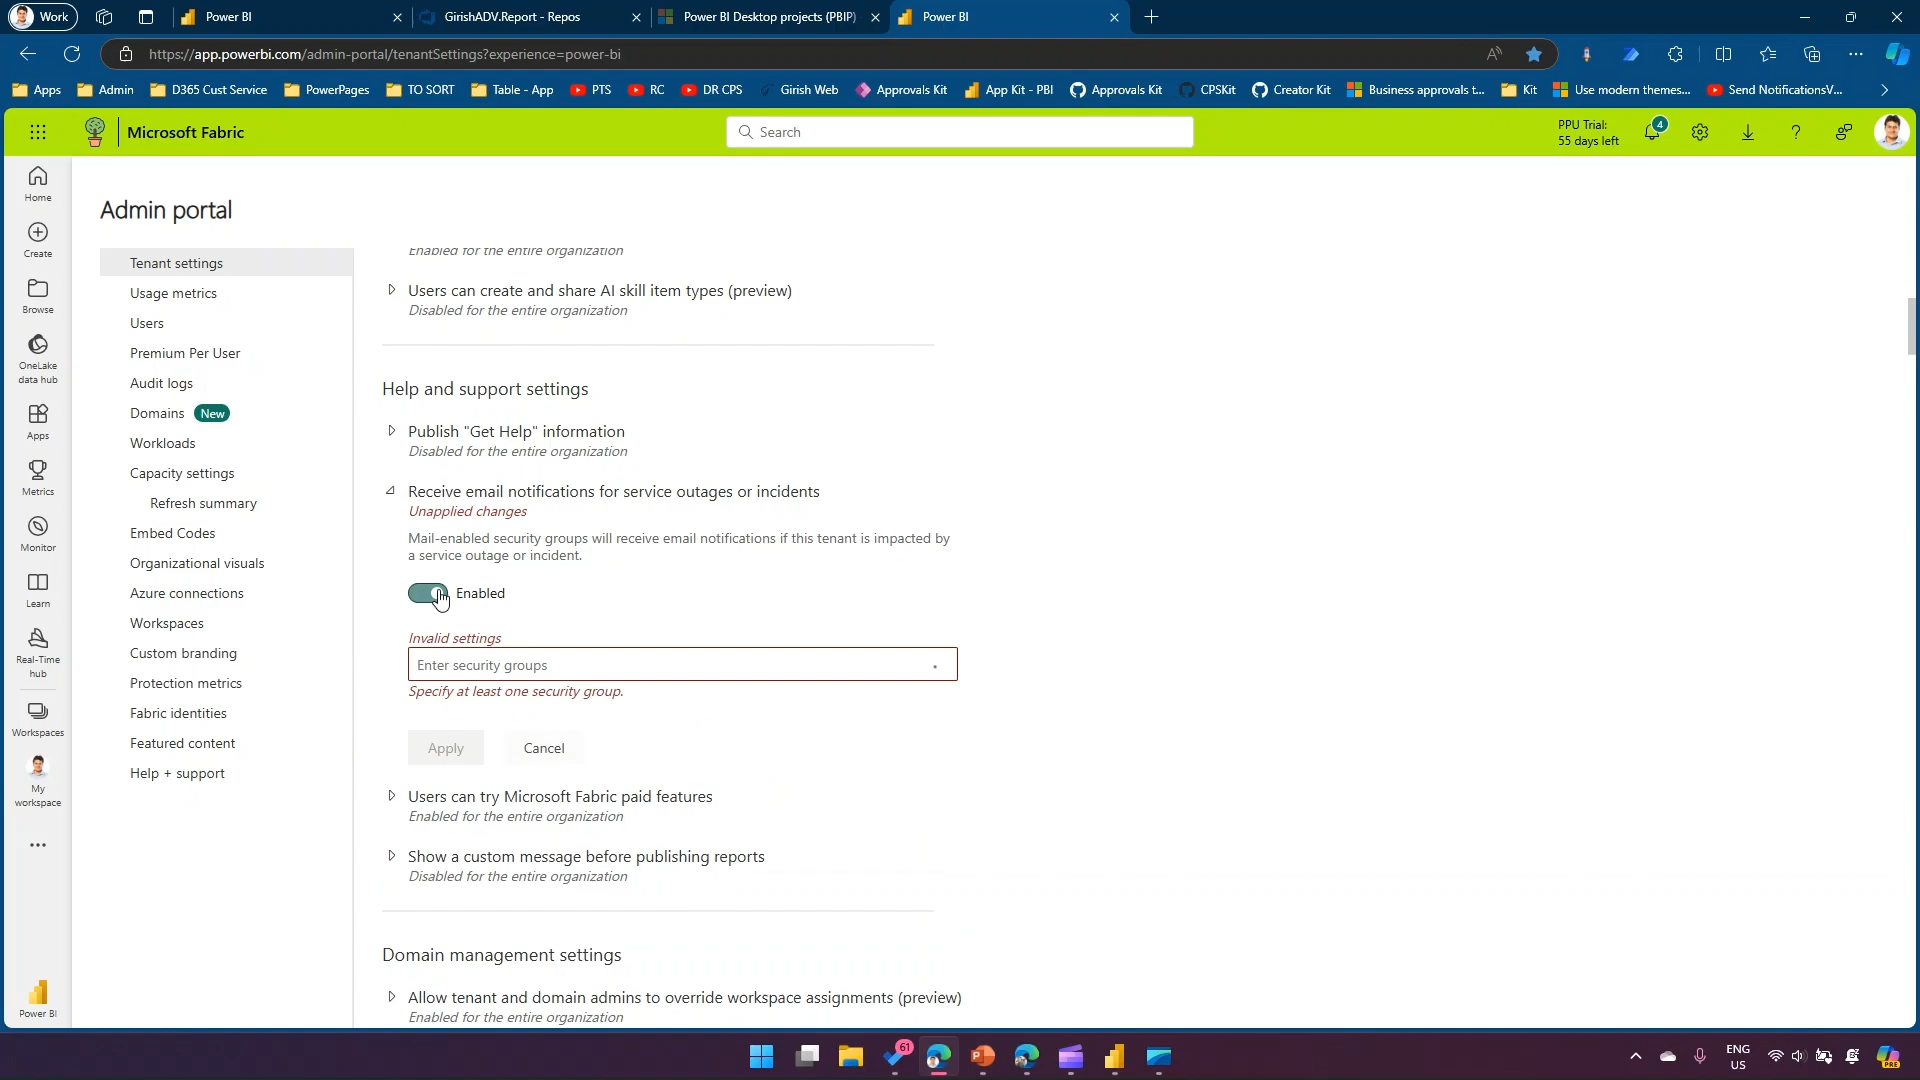 Work
Power BI
GirishADV.Report - Repos
Power BI Desktop projects (PBIP)
Power BI
https://app.powerbi.com/admin-portal/tenantSettings?experience=power-bi
Apps
Admin
D365 Cust Service
PowerPages
TO SORT
Table - App
PTS
RC
DR CPS
Girish Web
Approvals Kit
App Kit - PBI
Approvals Kit
CPSKit
Creator Kit
Business approvals t...
Kit
Use modern themes...
Send NotificationsV...
Microsoft Fabric
Search
PPU Trial:
55 days left
4
Home
Create
Browse
OneLake
data hub
Apps
Metrics
Monitor
Learn
Real-Time
hub
Workspaces
My
workspace
Power BI
Admin portal
Tenant settings
Usage metrics
Users
Premium Per User
Audit logs
Domains New
Workloads
Capacity settings
Refresh summary
Embed Codes
Organizational visuals
Azure connections
Workspaces
Custom branding
Protection metrics
Fabric identities
Featured content
Help + support
Enabled for the entire organization
Users can create and share AI skill item types (preview)
Disabled for the entire organization
Help and support settings
Publish "Get Help" information
Disabled for the entire organization
Receive email notifications for service outages or incidents
Unapplied changes
Mail-enabled security groups will receive email notifications if this tenant is impacted by
a service outage or incident.
Enabled
Invalid settings
Enter security groups
Specify at least one security group.
Apply
Cancel
Users can try Microsoft Fabric paid features
Enabled for the entire organization
Show a custom message before publishing reports
Disabled for the entire organization
Domain management settings
Allow tenant and domain admins to override workspace assignments (preview)
Enabled for the entire organization
61
ENG
US
PRE